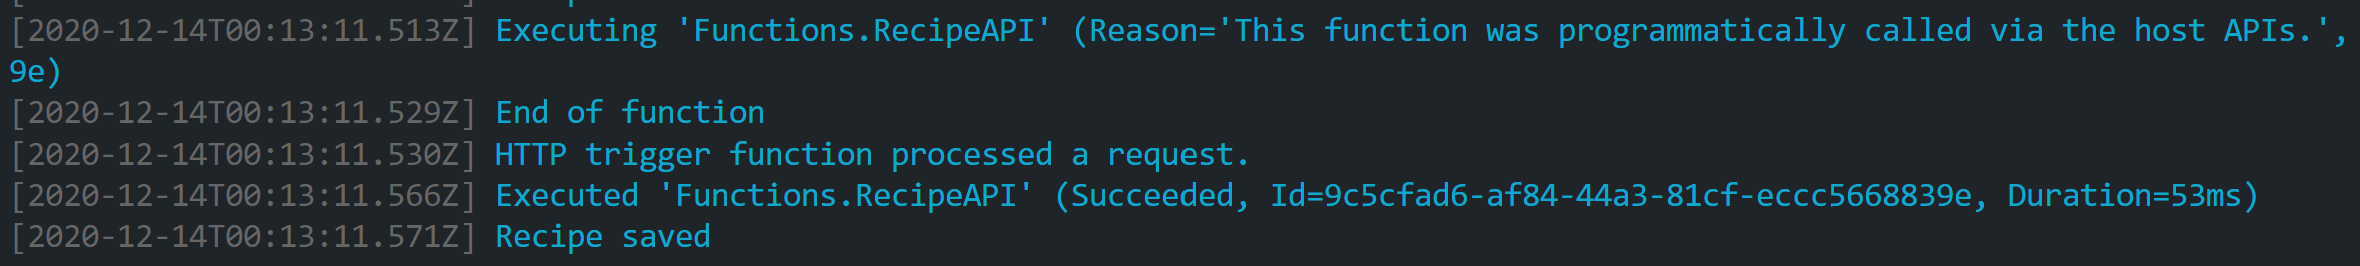 [2020-12-14T00:13:11.513Z] Executing 'Functions.RecipeAPI' (Reason='This function was programmatically called via the host APIs.',
9e)
[2020-12-14T00:13:11.529Z] End of function
[2020-12-14T00:13:11.530Z] HTTP trigger function processed a request.
[2020-12-14T00:13:11.566Z] Executed 'Functions.RecipeAPI' (Succeeded, Id=9c5cfad6-af84-44a3-81cf-eccc5668839e, Duration=53ms)
[2020-12-14T00:13:11.571Z] Recipe saved